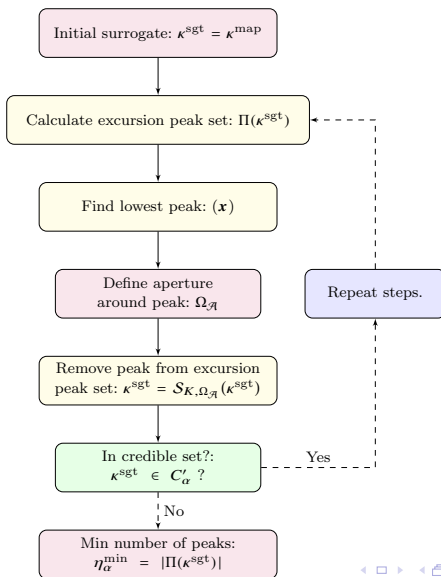 Initial surrogate: κ^sgt = κ^map
Calculate excursion peak set: Π(κ^sgt)
Find lowest peak: (x)
Define aperture
around peak: Ω_𝒜
Repeat steps.
Remove peak from excursion
peak set: κ^sgt = 𝒮_{K,Ω_𝒜}(κ^sgt)
In credible set?:
κ^sgt ∈ C′_α ?
Yes
No
Min number of peaks:
η_α^min = |Π(κ^sgt)|